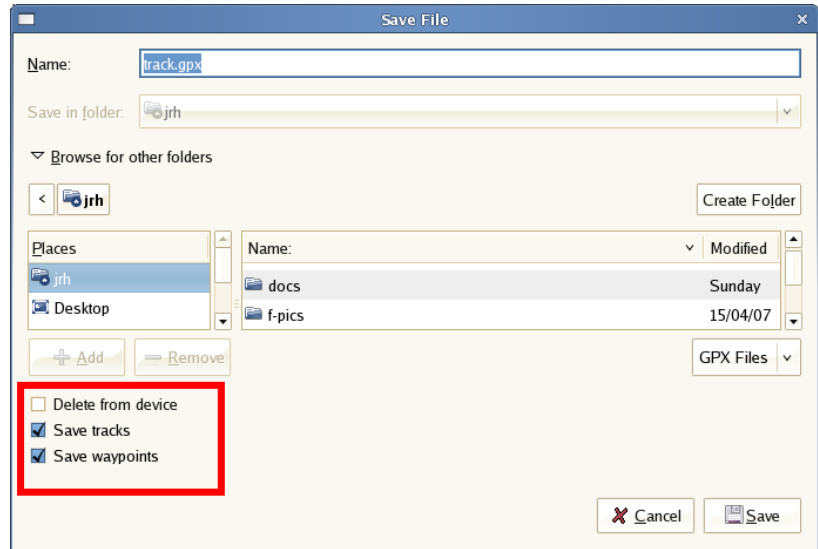 Save File
Name: track.gpx
Save in folder: jrh
Browse for other folders
< jrh Create Folder
Places Name: Modified
jrh docs Sunday
Desktop f-pics 15/04/07
Add Remove GPX Files
Delete from device
Save tracks
Save waypoints
Cancel Save